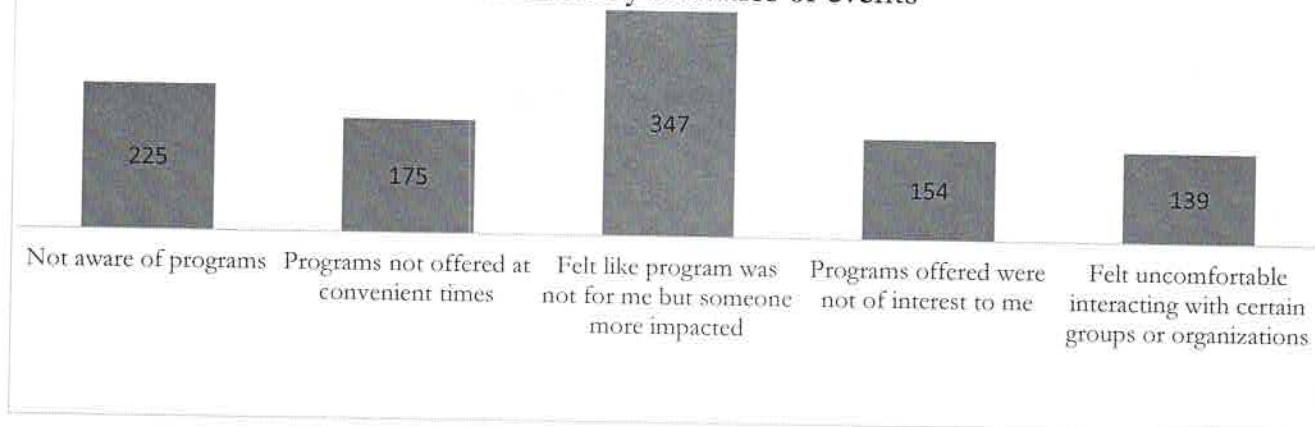 of events
225
175
347
154
139
Not aware of programs
Programs not offered at
convenient times
Felt like program was
not for me but someone
more impacted
Programs offered were
not of interest to me
Felt uncomfortable
interacting with certain
groups or organizations